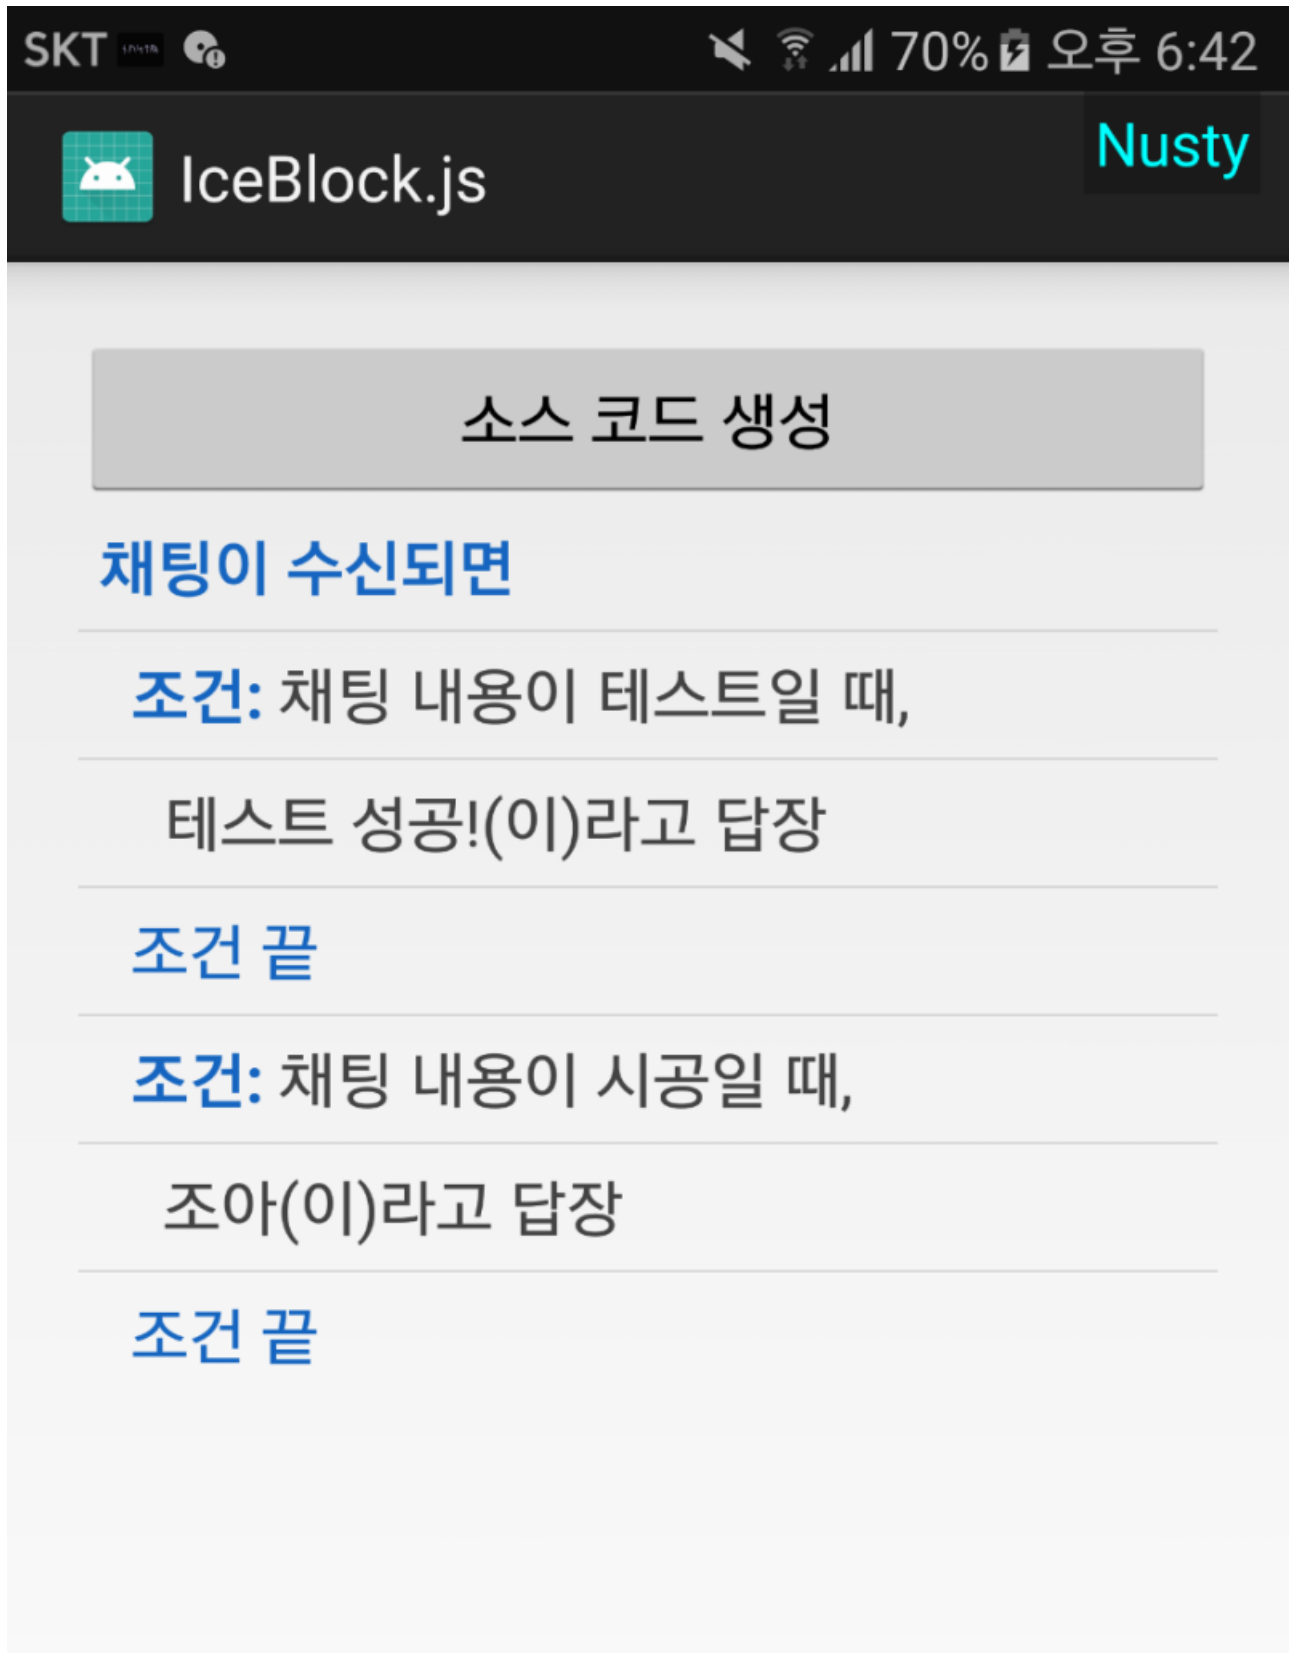 SKT 70% 오후 6:42
Nusty
IceBlock.js
소스 코드 생성
채팅이 수신되면
조건: 채팅 내용이 테스트일 때,
테스트 성공!(이)라고 답장
조건 끝
조건: 채팅 내용이 시공일 때,
조아(이)라고 답장
조건 끝